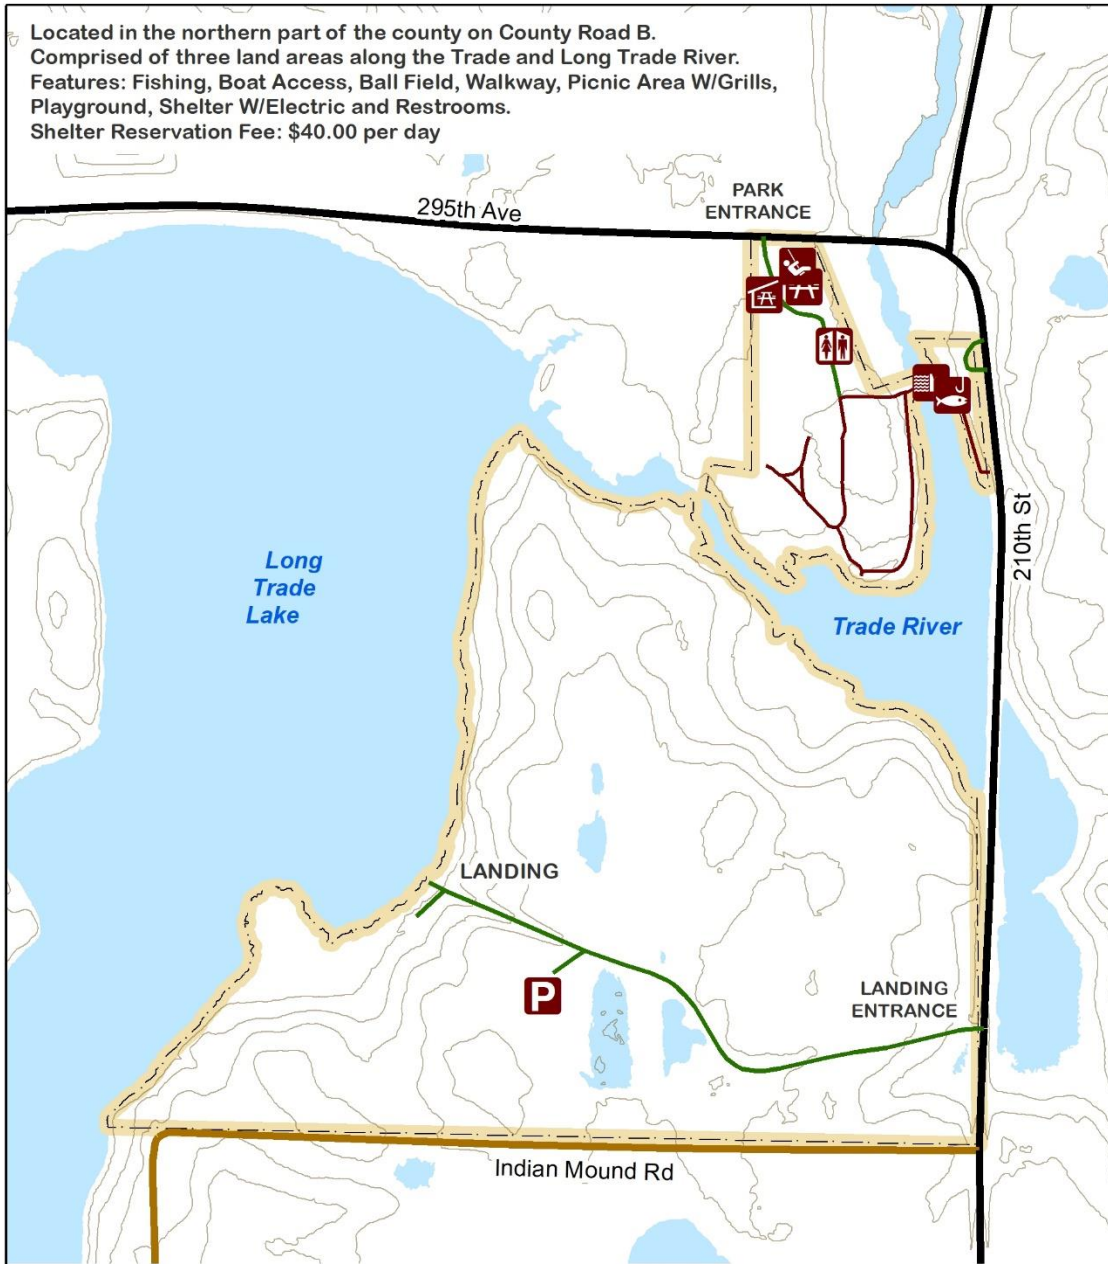 Located in the northern part of the county on County Road B.
Comprised of three land areas along the Trade and Long Trade River.
Features: Fishing, Boat Access, Ball Field, Walkway, Picnic Area W/Grills,
Playground, Shelter W/Electric and Restrooms.
Shelter Reservation Fee: $40.00 per day
PARK
ENTRANCE
295th Ave
210th St
Long
Trade
Lake
Trade River
LANDING
P
LANDING
ENTRANCE
Indian Mound Rd